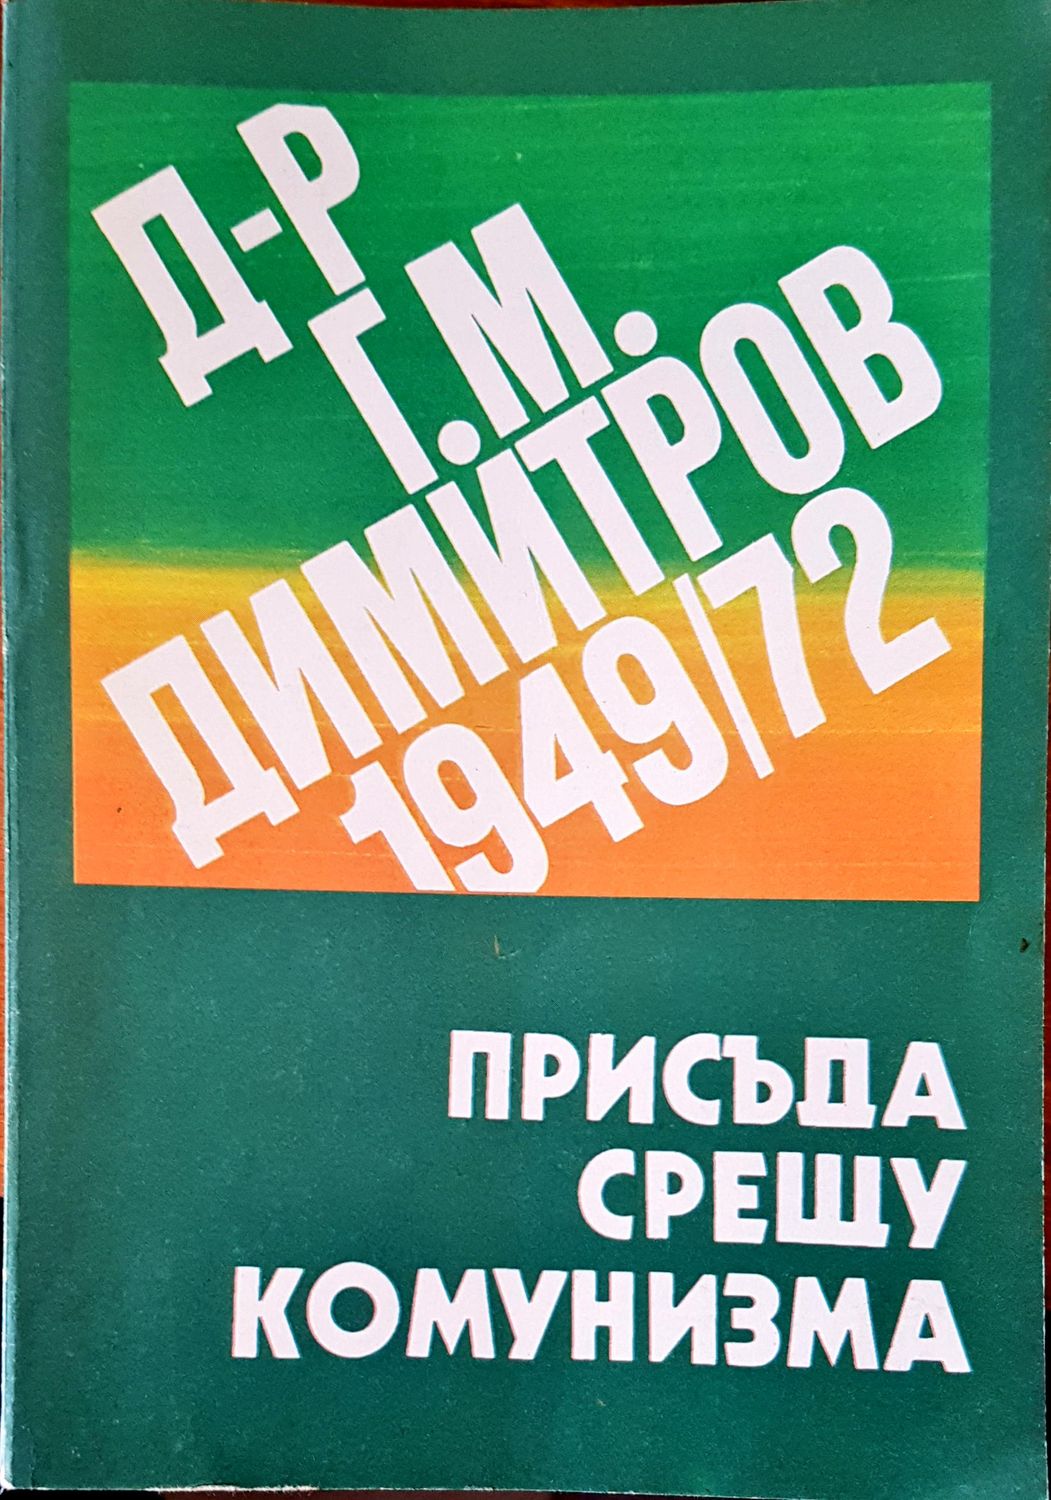 Д-Р
Г.М.
ДИМИТРОВ
1949/72
ПРИСЪДА
СРЕЩУ
КОМУНИЗМА